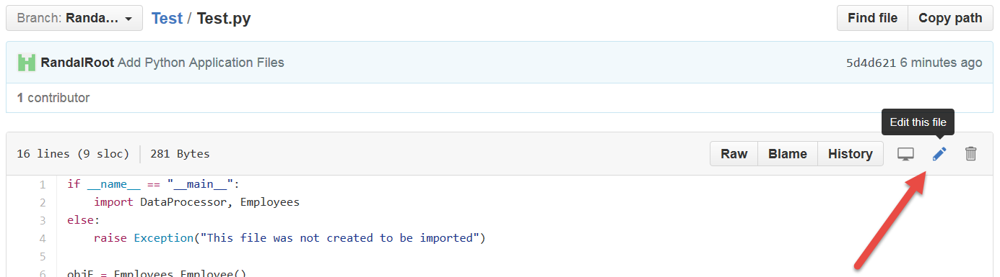 Branch: Randa... Test / Test.py Find file Copy path
RandalRoot Add Python Application Files 5d4d621 6 minutes ago
1 contributor
Edit this file
16 lines (9 sloc) 281 Bytes Raw Blame History
1 if __name__ == "__main__":
2 import DataProcessor, Employees
3 else:
4 raise Exception("This file was not created to be imported")
5
6 objE = Employees.Employee()